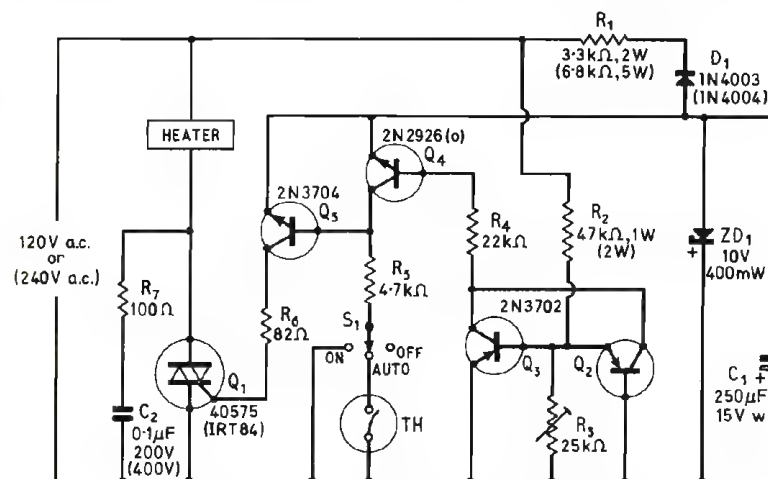 R1
3·3kΩ, 2W
(6·8kΩ, 5W)
D1
1N4003
(1N4004)
HEATER
2N2926(o)
Q4
2N3704
Q5
120V a.c.
or
(240V a.c.)
R7
100Ω
R6
82Ω
R5
4·7kΩ
R4
22kΩ
R2
47kΩ, 1W
(2W)
ZD1
10V
400mW
+
S1
ON
OFF
AUTO
2N3702
Q3
Q2
Q1
40575
(IRT84)
C2
0·1µF
200V
(400V)
TH
R3
25kΩ
C1
+
250µF
15V w